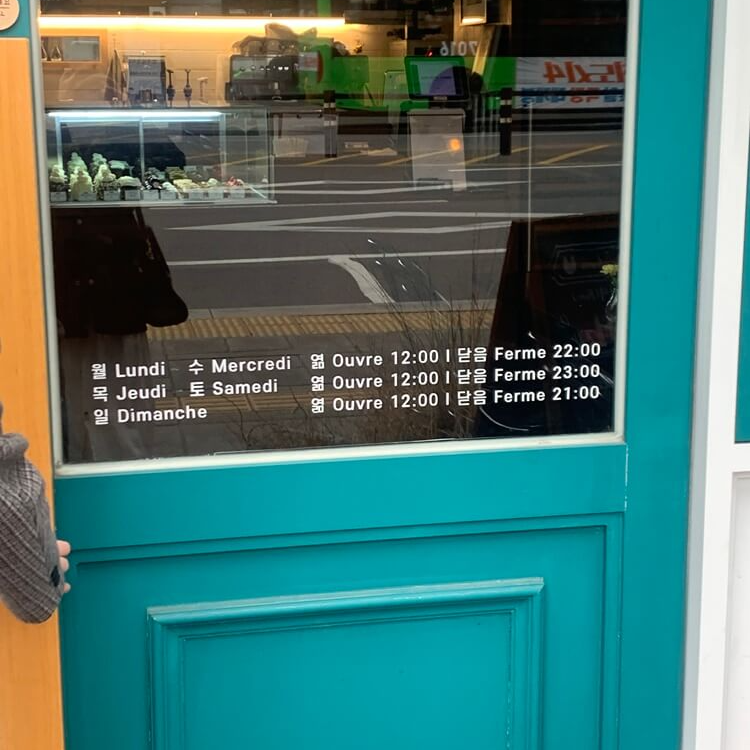 7016
월 Lundi 수 Mercredi 엶 Ouvre 12:00 I 닫음 Ferme 22:00
목 Jeudi 토 Samedi 엶 Ouvre 12:00 I 닫음 Ferme 23:00
일 Dimanche 엶 Ouvre 12:00 I 닫음 Ferme 21:00